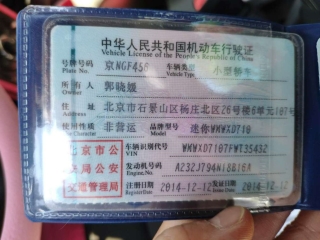 中华人民共和国机动车行驶证
Vehicle License of the People's Republic of China
号牌号码 京NGF456 车辆类型 小型轿车
Plate No. Vehicle Type
所有人 郭晓媛
住址 北京市石景山区杨庄北区26号楼6单元107号
Address
使用性质 非营运 品牌型号 迷你WMWXD710
Use Character Model
北京市公 车辆识别代号 WMWXD7107FWT35432
VIN
安局公安 发动机号码 A232J794N18B16A
Engine No.
交通管理局 注册日期 2014-12-12 发证日期 2014-12-12
Register Date Issue Date